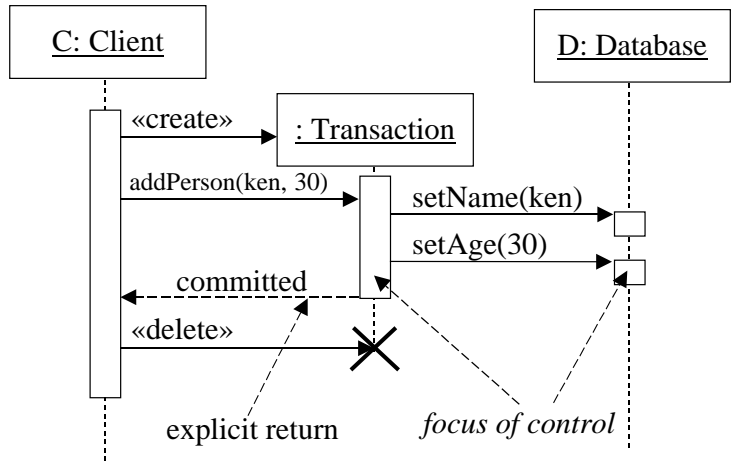 C: Client
D: Database
«create»
: Transaction
addPerson(ken, 30)
setName(ken)
setAge(30)
committed
«delete»
explicit return
focus of control